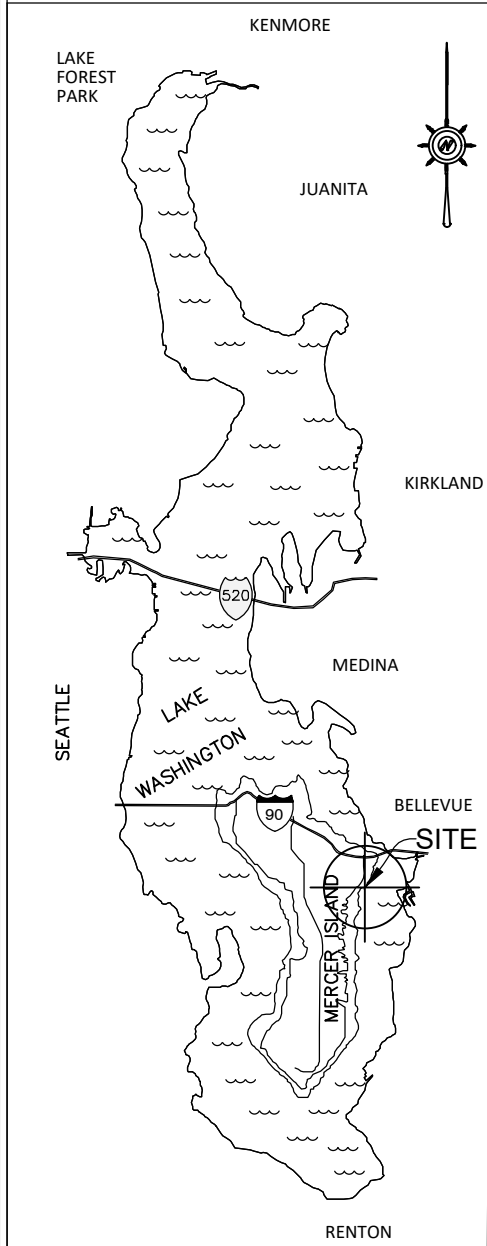 KENMORE
LAKE
FOREST
PARK
N
JUANITA
KIRKLAND
520
MEDINA
SEATTLE
LAKE
WASHINGTON
BELLEVUE
90
SITE
MERCER ISLAND
RENTON